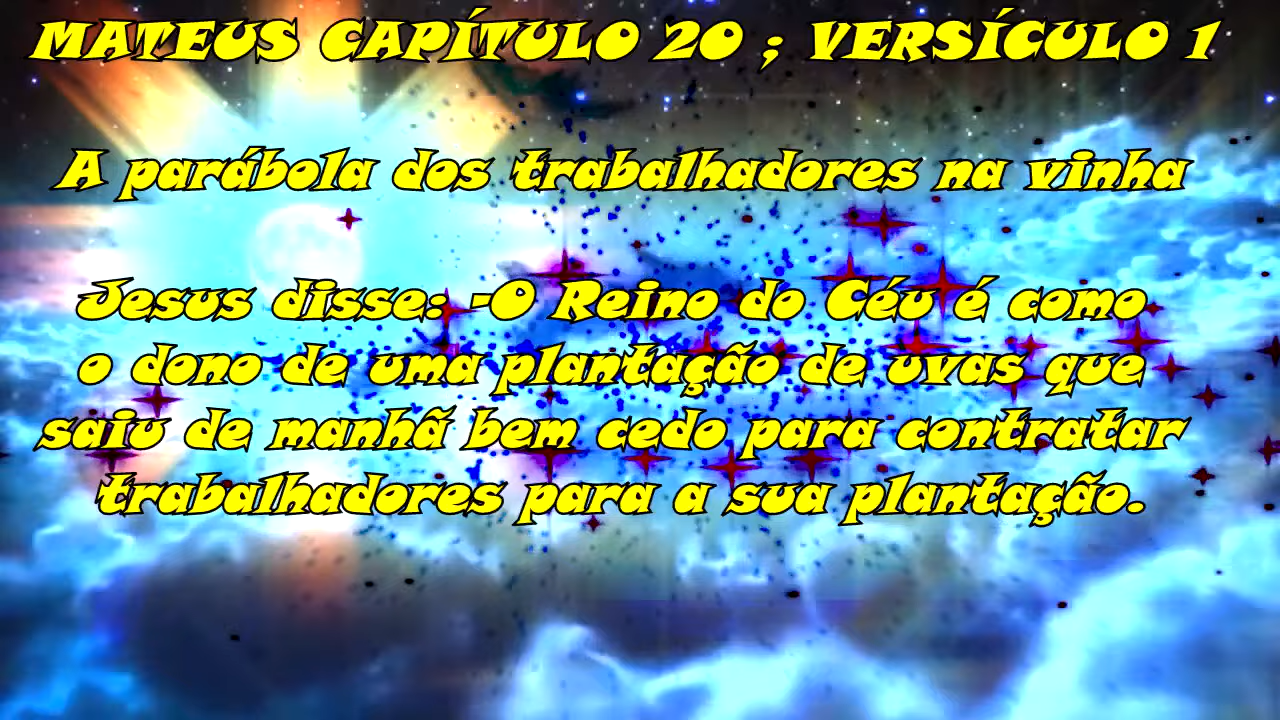 MATEUS CAPÍTULO 20 ; VERSÍCULO 1
A parábola dos trabalhadores na vinha
Jesus disse: -O Reino do Céu é como
o dono de uma plantação de uvas que
saiu de manhã bem cedo para contratar
trabalhadores para a sua plantação.